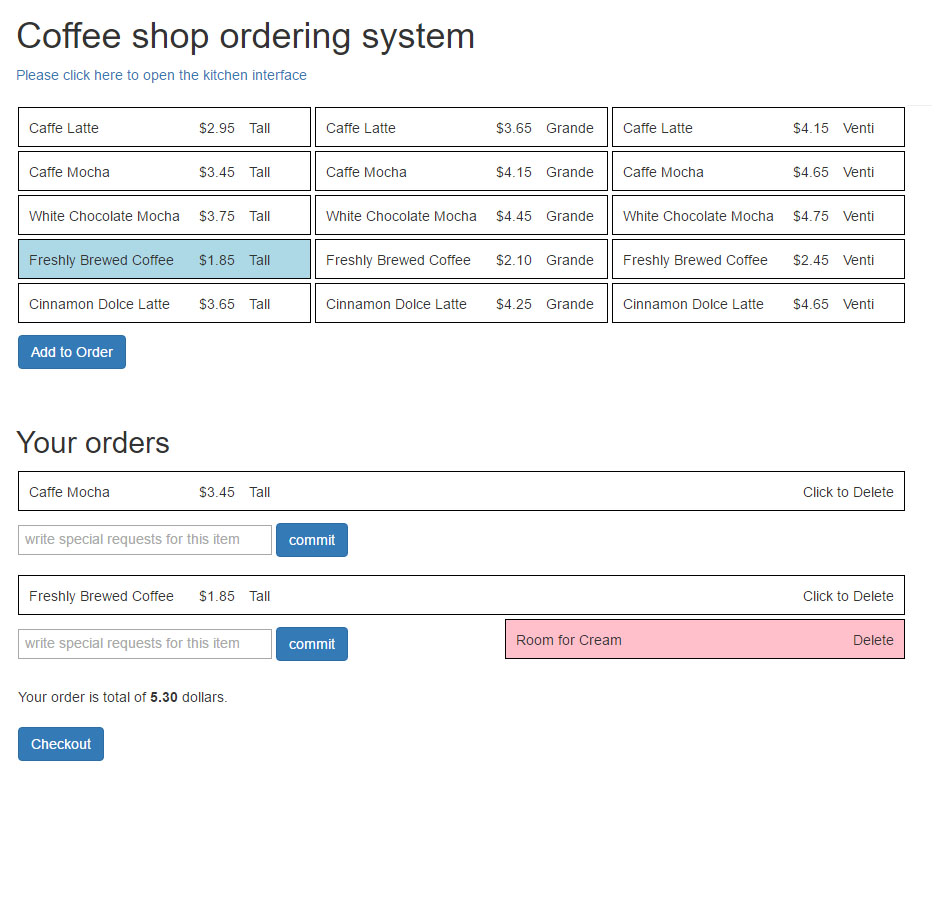 Coffee shop ordering system
Please click here to open the kitchen interface
Caffe Latte $2.95 Tall Caffe Latte $3.65 Grande Caffe Latte $4.15 Venti
Caffe Mocha $3.45 Tall Caffe Mocha $4.15 Grande Caffe Mocha $4.65 Venti
White Chocolate Mocha $3.75 Tall White Chocolate Mocha $4.45 Grande White Chocolate Mocha $4.75 Venti
Freshly Brewed Coffee $1.85 Tall Freshly Brewed Coffee $2.10 Grande Freshly Brewed Coffee $2.45 Venti
Cinnamon Dolce Latte $3.65 Tall Cinnamon Dolce Latte $4.25 Grande Cinnamon Dolce Latte $4.65 Venti
Add to Order
Your orders
Caffe Mocha $3.45 Tall Click to Delete
write special requests for this item commit
Freshly Brewed Coffee $1.85 Tall Click to Delete
write special requests for this item commit Room for Cream Delete
Your order is total of 5.30 dollars.
Checkout